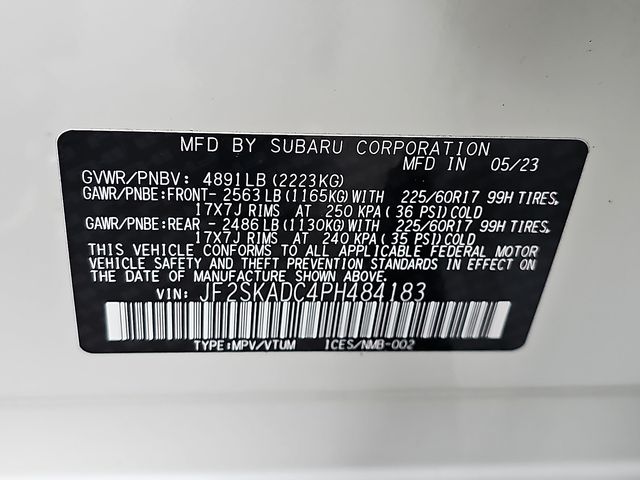 MFD BY SUBARU CORPORATION
MFD IN 05/23
GVWR/PNBV: 4891LB(2223KG)
GAWR/PNBE:FRONT- 2563LB(1165KG)WITH 225/60R17 99H TIRES,
17X7J RIMS AT 250 KPA(36 PSI)COLD
GAWR/PNBE:REAR - 2486LB(1130KG)WITH 225/60R17 99H TIRES,
17X7J RIMS AT 240 KPA(35 PSI)COLD
THIS VEHICLE CONFORMS TO ALL APPLICABLE FEDERAL MOTOR
VEHICLE SAFETY AND THEFT PREVENTION STANDARDS IN EFFECT ON
THE DATE OF MANUFACTURE SHOWN ABOVE.
VIN: JF2SKADC4PH484183
TYPE:MPV/VTUM ICES/NMB-002